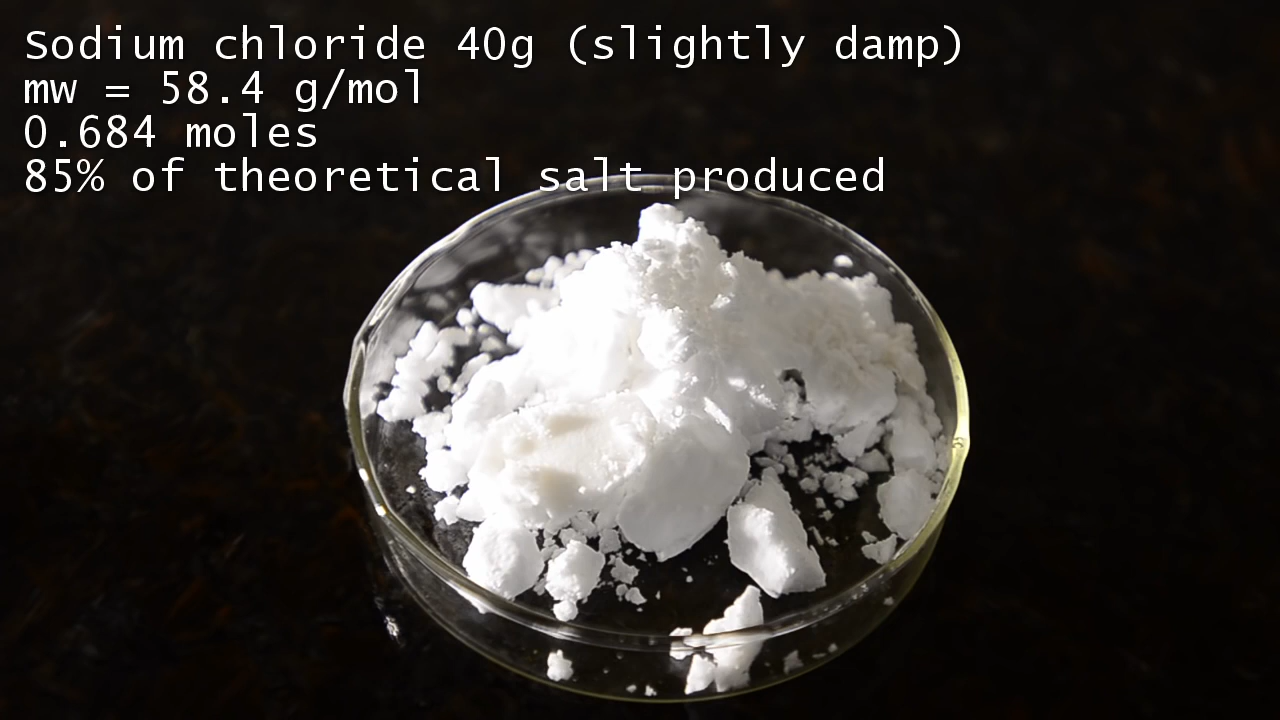 Sodium chloride 40g (slightly damp)
mw = 58.4 g/mol
0.684 moles
85% of theoretical salt produced